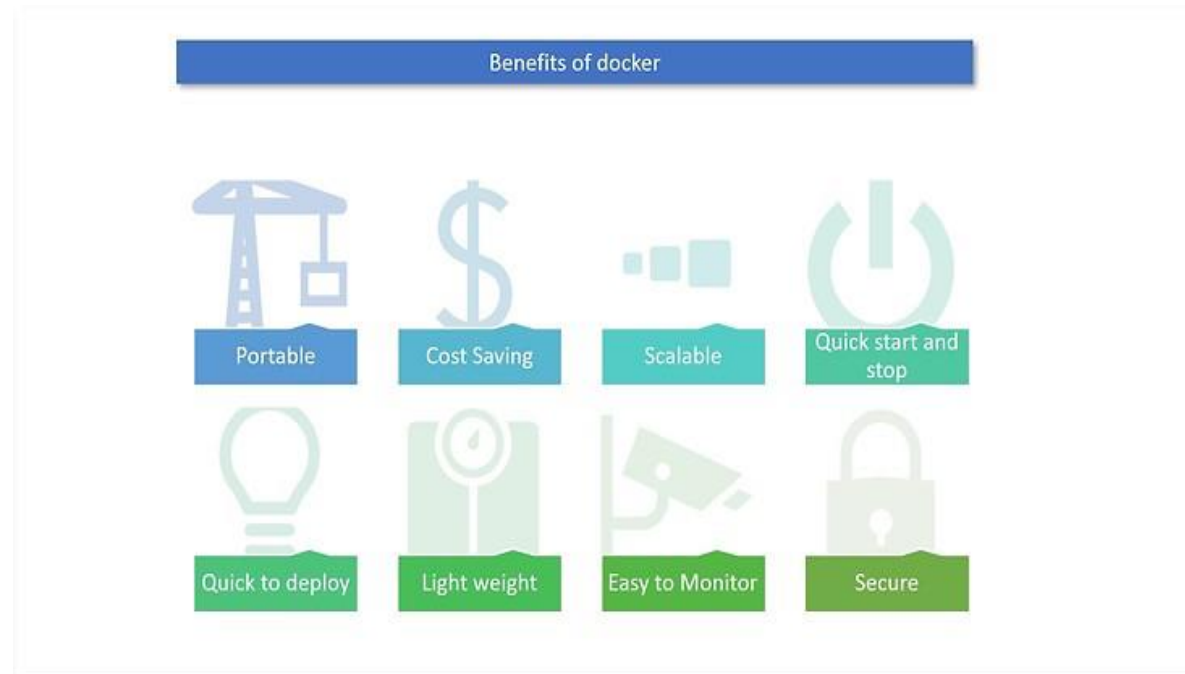 Benefits of docker
Portable
Cost Saving
Scalable
Quick start and
stop
Quick to deploy
Light weight
Easy to Monitor
Secure